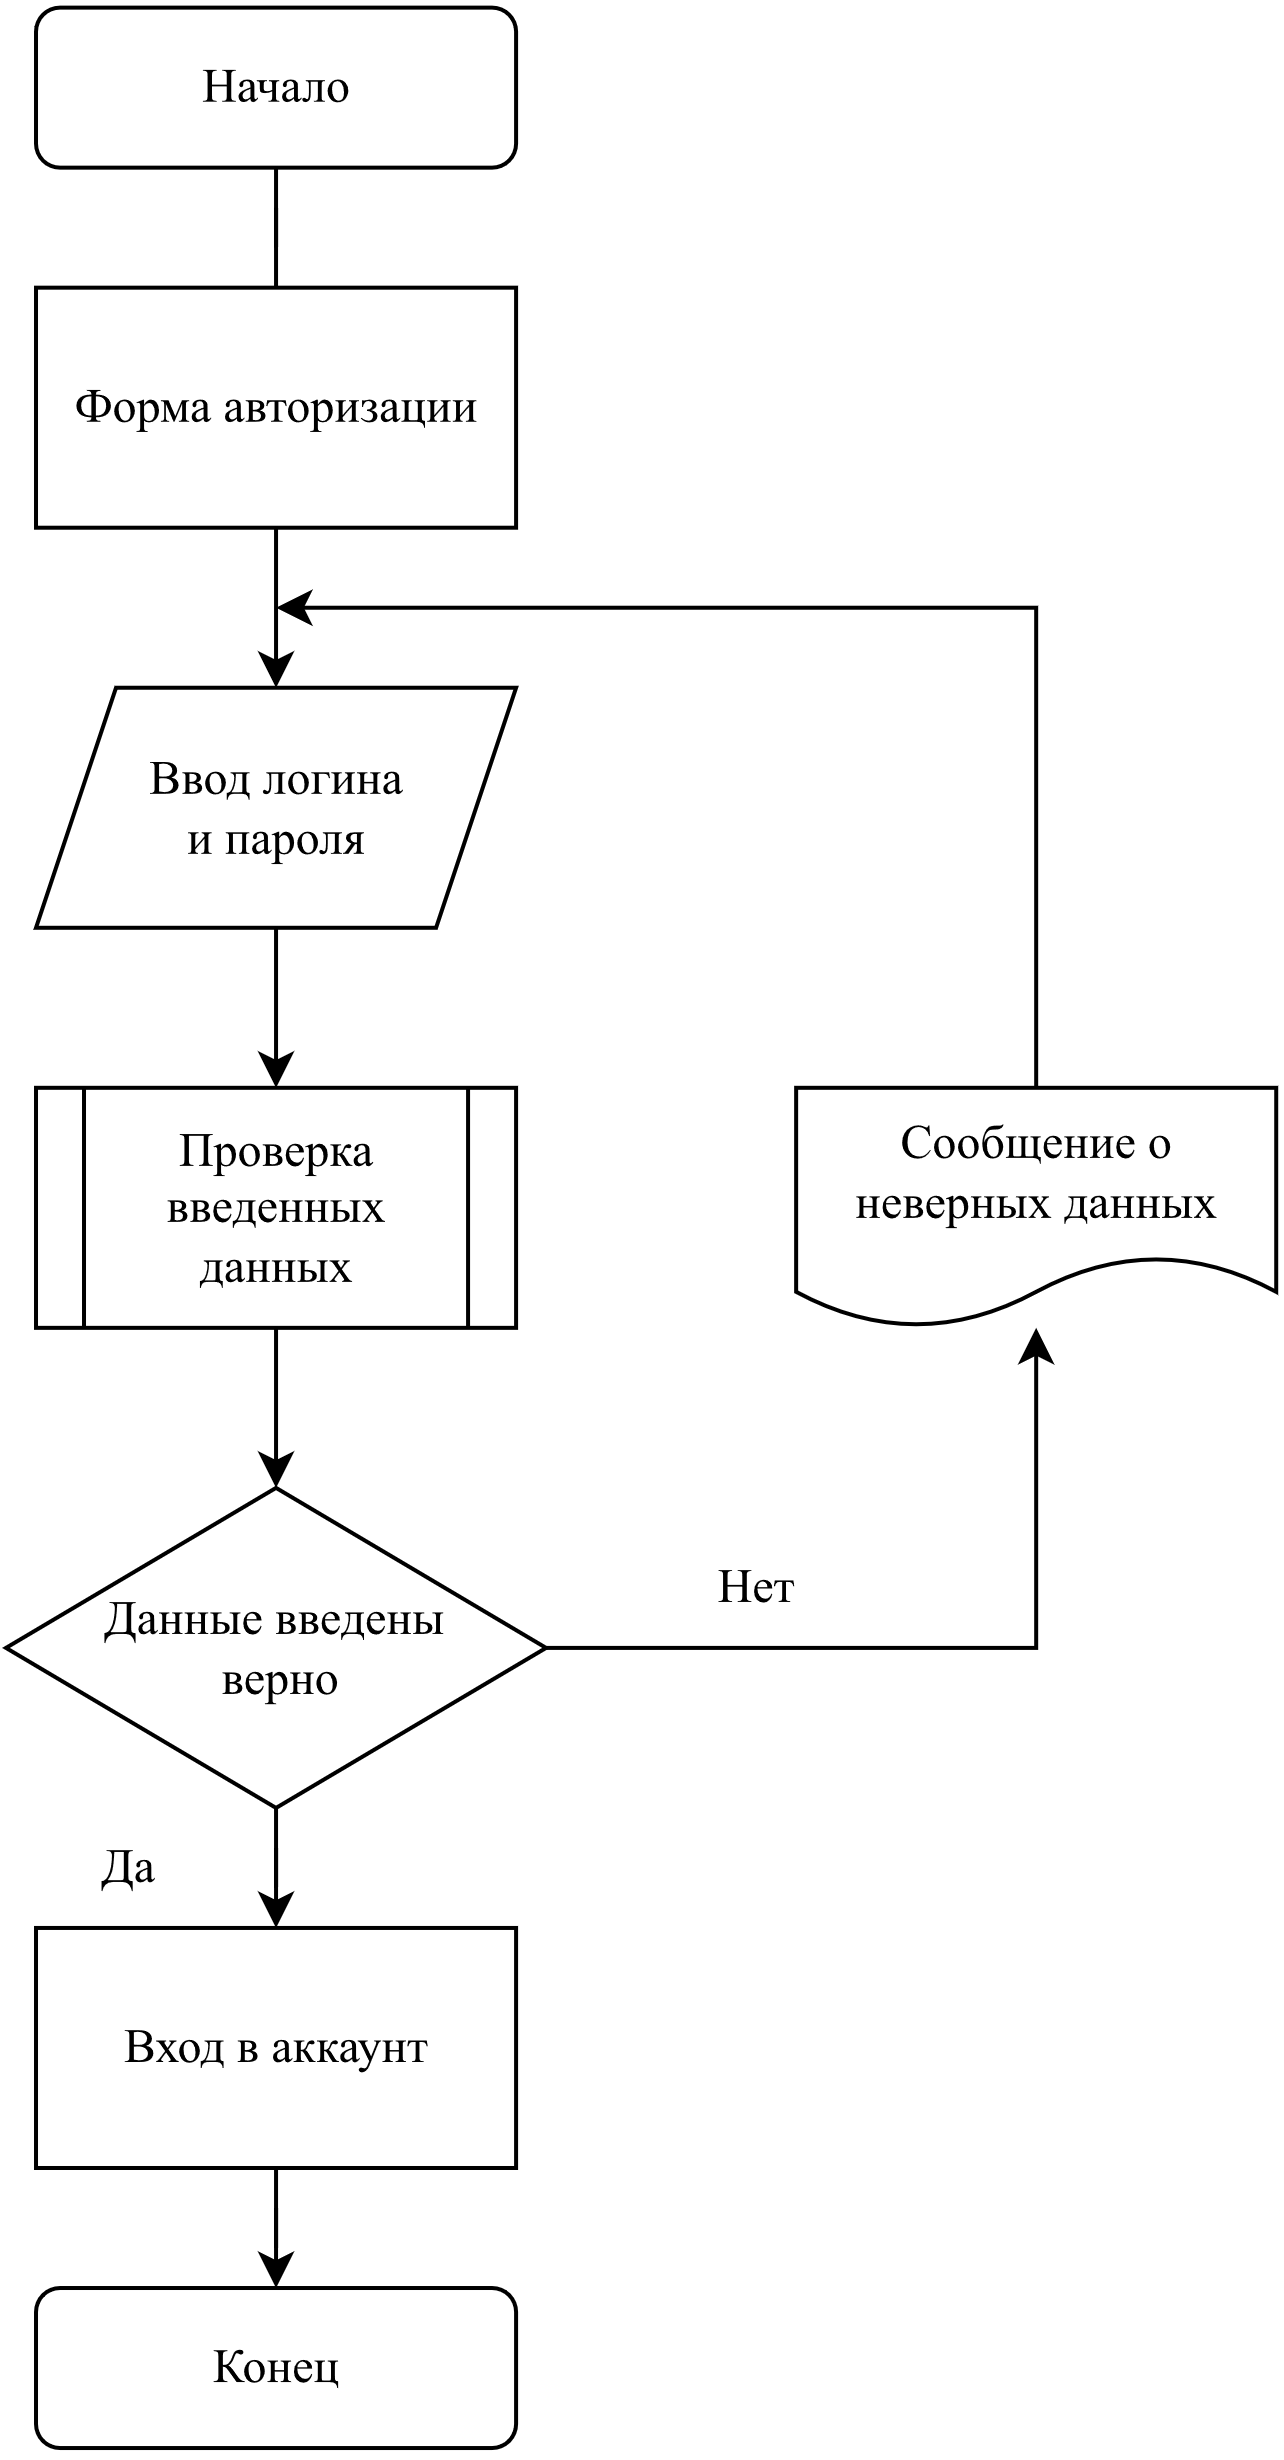 Начало
Форма авторизации
Ввод логина
и пароля
Проверка
введенных
данных
Сообщение о
неверных данных
Данные введены
верно
Нет
Да
Вход в аккаунт
Конец